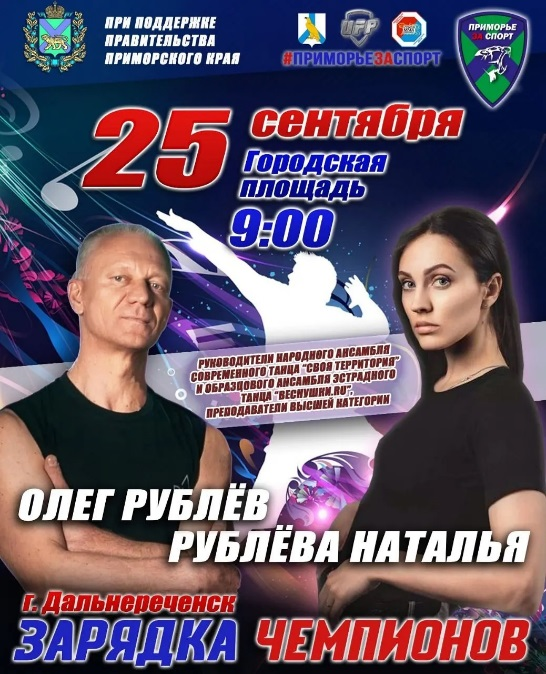 ПРИ ПОДДЕРЖКЕ
ПРАВИТЕЛЬСТВА
ПРИМОРСКОГО КРАЯ
#ПРИМОРЬЕЗАСПОРТ
ПРИМОРЬЕ
ЗА СПОРТ
25 сентября
Городская
площадь
9:00
РУКОВОДИТЕЛИ НАРОДНОГО АНСАМБЛЯ
СОВРЕМЕННОГО ТАНЦА "СВОЯ ТЕРРИТОРИЯ"
И ОБРАЗЦОВОГО АНСАМБЛЯ ЭСТРАДНОГО
ТАНЦА "ВЕСНУШКИ.RU",
ПРЕПОДАВАТЕЛИ ВЫСШЕЙ КАТЕГОРИИ
ОЛЕГ РУБЛЁВ
РУБЛЁВА НАТАЛЬЯ
г. Дальнереченск
ЗАРЯДКА ЧЕМПИОНОВ